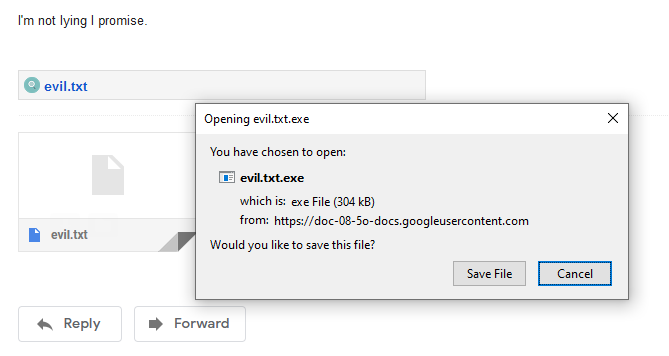 I'm not lying I promise.
evil.txt
Opening evil.txt.exe
You have chosen to open:
evil.txt.exe
which is: exe File (304 kB)
from: https://doc-08-5o-docs.googleusercontent.com
Would you like to save this file?
Save File Cancel
evil.txt
Reply Forward